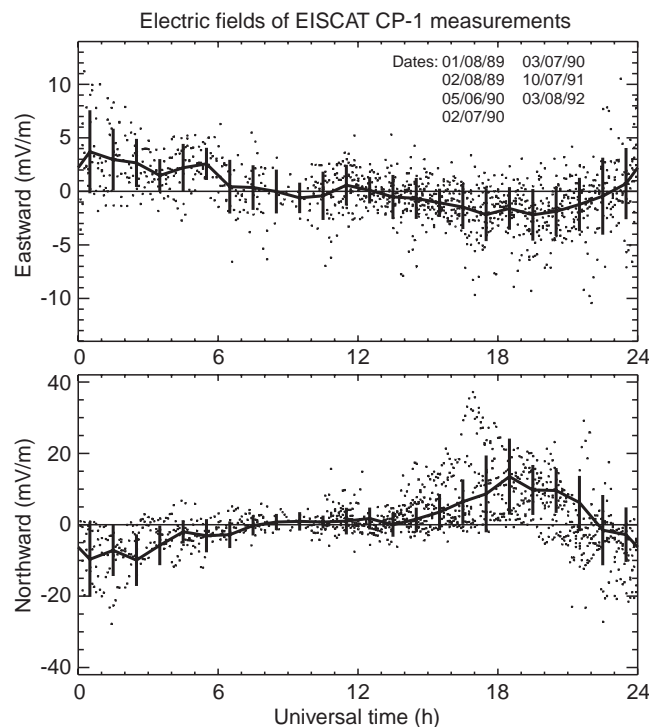 Electric fields of EISCAT CP-1 measurements
Dates: 01/08/89 03/07/90
02/08/89 10/07/91
05/06/90 03/08/92
02/07/90
10
5
0
-5
-10
Eastward (mV/m)
0 6 12 18 24
40
20
0
-20
-40
Northward (mV/m)
0 6 12 18 24
Universal time (h)